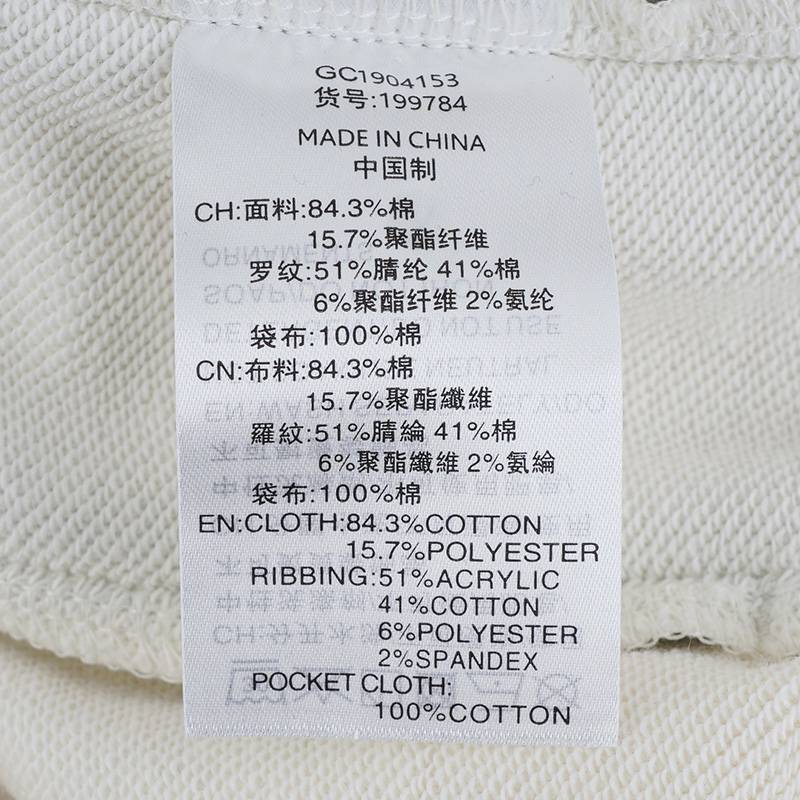 GC1904153
货号:199784
MADE IN CHINA
中国制
CH:面料:84.3%棉
15.7%聚酯纤维
罗纹:51%腈纶 41%棉
6%聚酯纤维 2%氨纶
袋布:100%棉
CN:布料:84.3%棉
15.7%聚酯纖維
羅紋:51%腈綸 41%棉
6%聚酯纖維 2%氨綸
袋布:100%棉
EN:CLOTH:84.3%COTTON
15.7%POLYESTER
RIBBING:51%ACRYLIC
41%COTTON
6%POLYESTER
2%SPANDEX
POCKET CLOTH:
100%COTTON